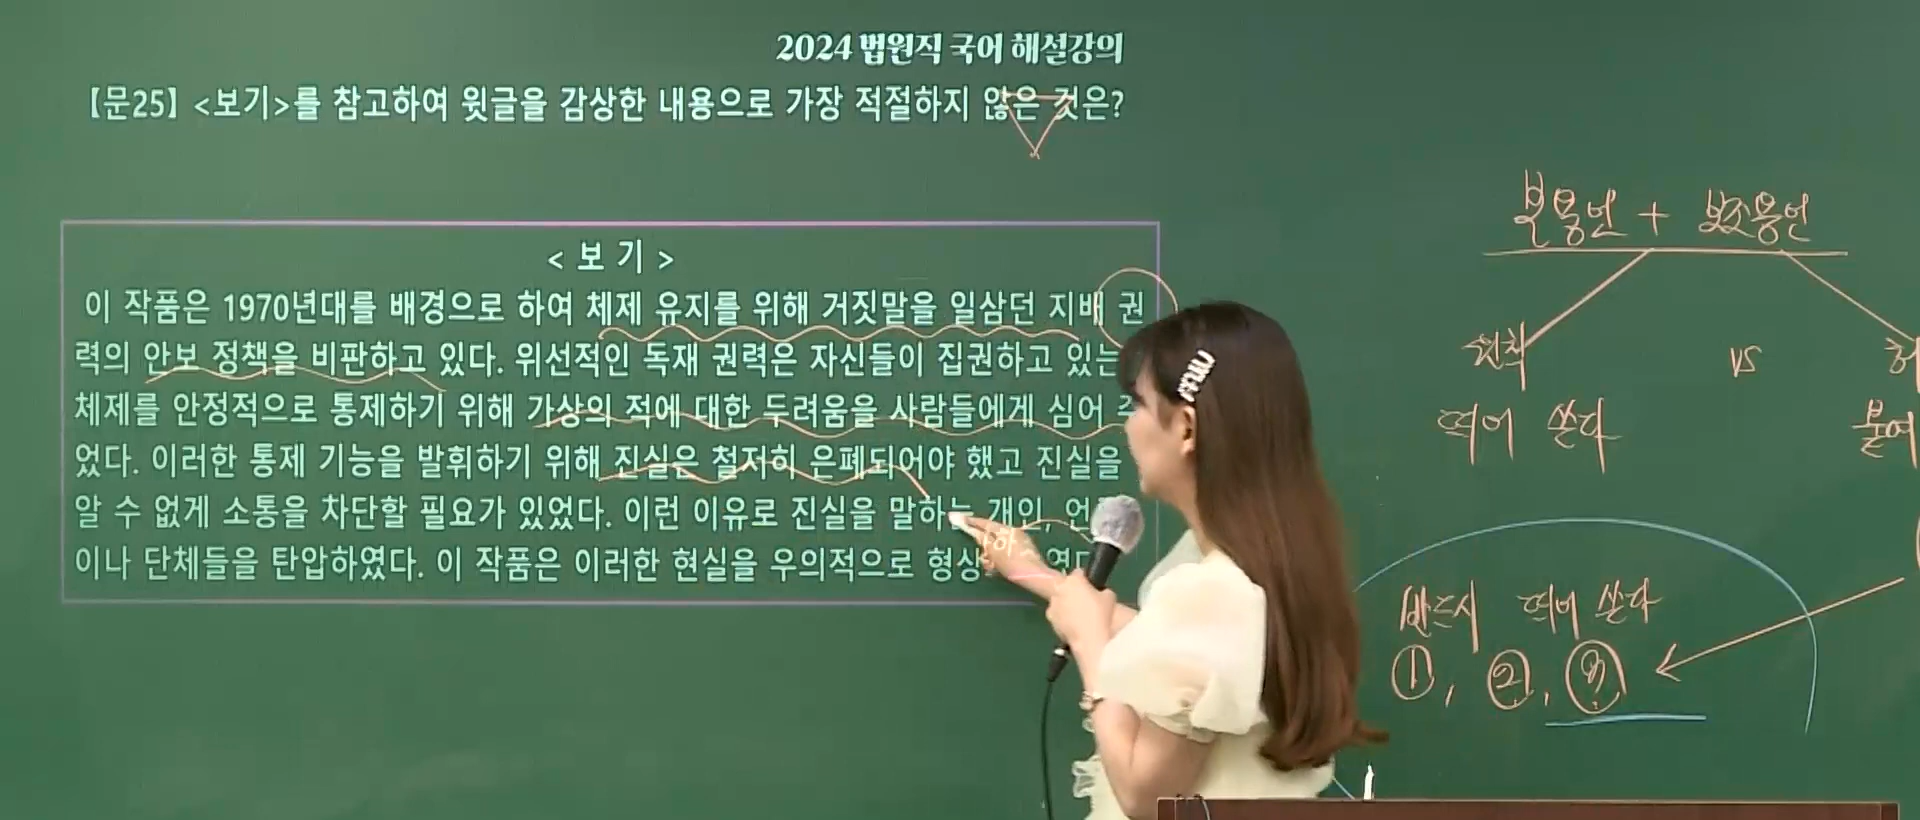 2024 법원직 국어 해설강의
【문25】 <보기>를 참고하여 윗글을 감상한 내용으로 가장 적절하지 않은 것은?
< 보 기 >
이 작품은 1970년대를 배경으로 하여 체제 유지를 위해 거짓말을 일삼던 지배 권
력의 안보 정책을 비판하고 있다. 위선적인 독재 권력은 자신들이 집권하고 있는
체제를 안정적으로 통제하기 위해 가상의 적에 대한 두려움을 사람들에게 심어
었다. 이러한 통제 기능을 발휘하기 위해 진실은 철저히 은폐되어야 했고 진실을
알 수 없게 소통을 차단할 필요가 있었다. 이런 이유로 진실을 말하는 개인,
이나 단체들을 탄압하였다. 이 작품은 이러한 현실을 우의적으로 형상
본용언 + 보조용언
원칙 vs
띄어 쓴다 붙여
반드시 띄어 쓴다
①, ②, ③